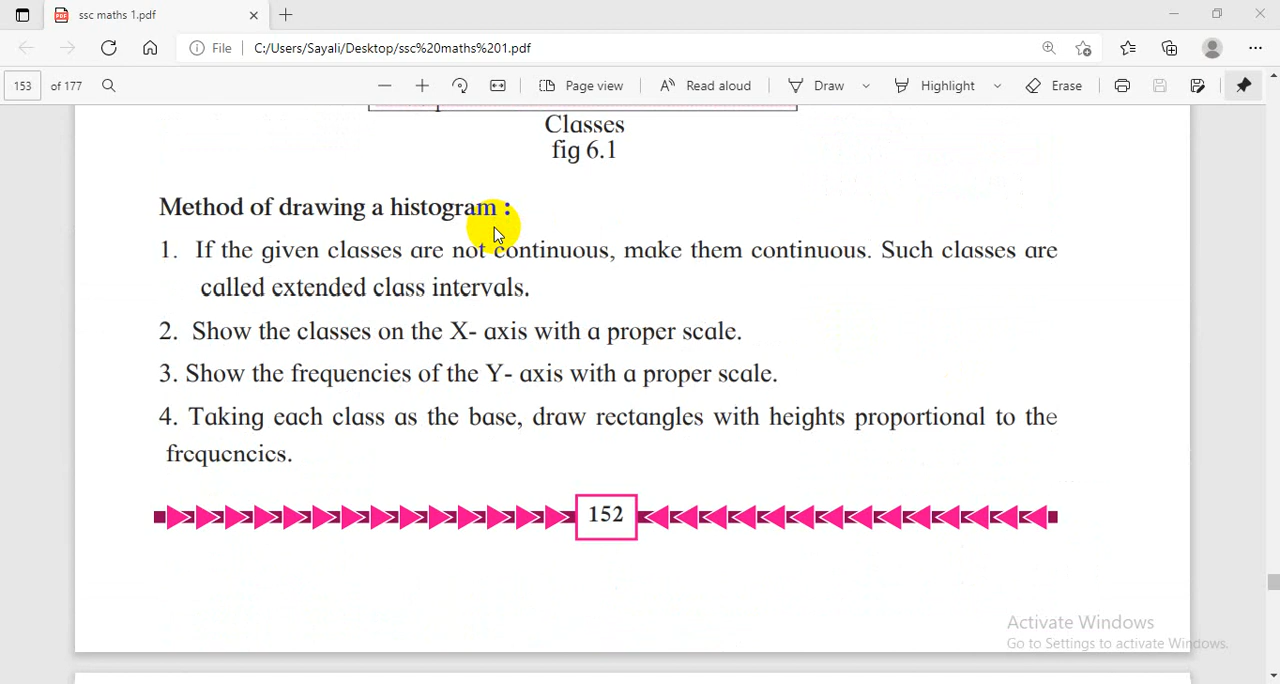 ssc maths 1.pdf
File C:/Users/Sayali/Desktop/ssc%20maths%201.pdf
153 of 177 Page view Read aloud Draw Highlight Erase
Classes
fig 6.1
Method of drawing a histogram :
1. If the given classes are not continuous, make them continuous. Such classes are
called extended class intervals.
2. Show the classes on the X- axis with a proper scale.
3. Show the frequencies of the Y- axis with a proper scale.
4. Taking each class as the base, draw rectangles with heights proportional to the
frequencies.
152
Activate Windows
Go to Settings to activate Windows.